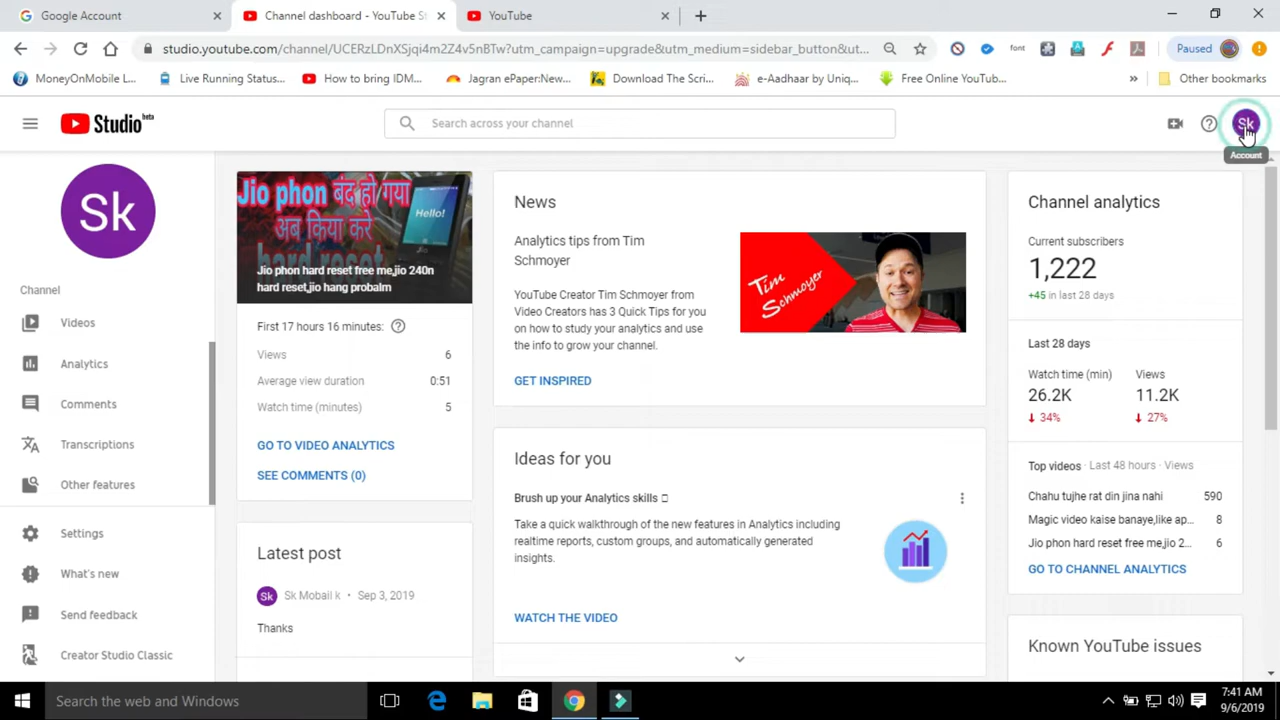 Google Account
Channel dashboard - YouTube St
YouTube
studio.youtube.com/channel/UCERzLDnXSjqi4m2Z4v5nBTw?utm_campaign=upgrade&utm_medium=sidebar_button&ut...
font
Paused
MoneyOnMobile L...
Live Running Status...
How to bring IDM...
Jagran ePaper:New...
Download The Scri...
e-Aadhaar by Uniq...
Free Online YouTub...
»
Other bookmarks
Studio beta
Search across your channel
Sk
Account
Sk
Channel
Videos
Analytics
Comments
Transcriptions
Other features
Settings
What's new
Send feedback
Creator Studio Classic
Jio phon बंद हो गया
अब किया करे
hard reset
Hello!
Jio phon hard reset free me,jio 240n
hard reset,jio hang probalm
First 17 hours 16 minutes:
Views 6
Average view duration 0:51
Watch time (minutes) 5
GO TO VIDEO ANALYTICS
SEE COMMENTS (0)
Latest post
Sk
Sk Mobail k • Sep 3, 2019
Thanks
News
Analytics tips from Tim
Schmoyer
YouTube Creator Tim Schmoyer from
Video Creators has 3 Quick Tips for you
on how to study your analytics and use
the info to grow your channel.
Tim
Schmoyer
GET INSPIRED
Ideas for you
Brush up your Analytics skills
Take a quick walkthrough of the new features in Analytics including
realtime reports, custom groups, and automatically generated
insights.
WATCH THE VIDEO
Channel analytics
Current subscribers
1,222
+45 in last 28 days
Last 28 days
Watch time (min) Views
26.2K 11.2K
34% 27%
Top videos · Last 48 hours · Views
Chahu tujhe rat din jina nahi 590
Magic video kaise banaye,like ap... 8
Jio phon hard reset free me,jio 2... 6
GO TO CHANNEL ANALYTICS
Known YouTube issues
Search the web and Windows
7:41 AM
9/6/2019